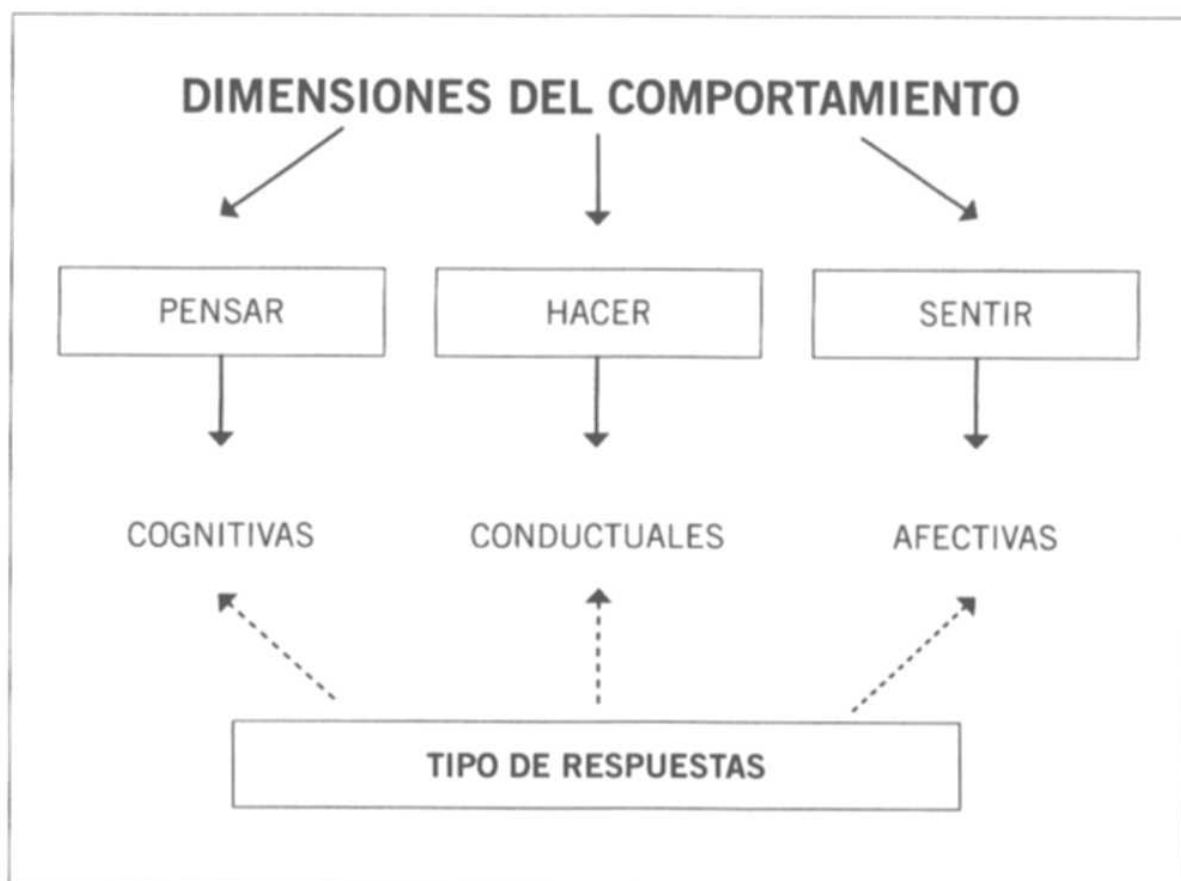 DIMENSIONES DEL COMPORTAMIENTO
PENSAR
HACER
SENTIR
COGNITIVAS
CONDUCTUALES
AFECTIVAS
TIPO DE RESPUESTAS